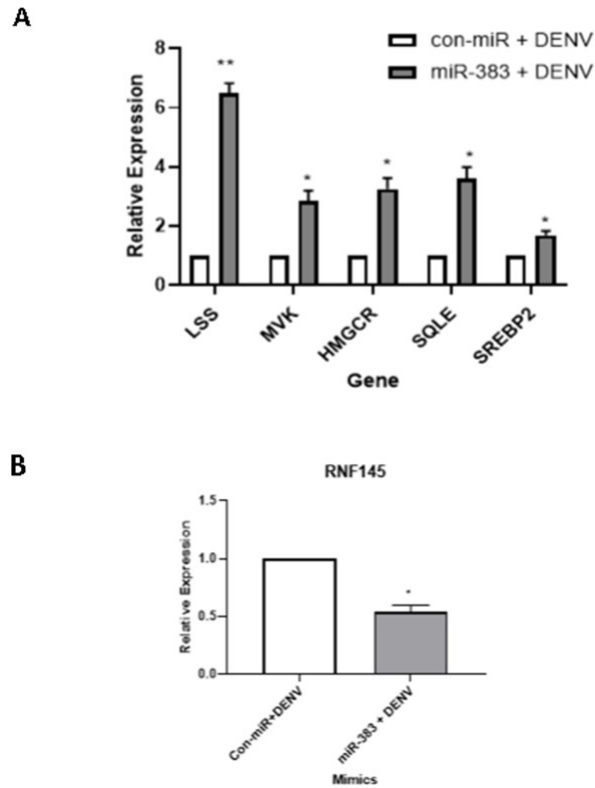 A
con-miR + DENV
miR-383 + DENV
Relative Expression
8
6
4
2
0
**
*
*
*
*
LSS
MVK
HMGCR
SQLE
SREBP2
Gene
B
RNF145
Relative Expression
1.5
1.0
0.5
0.0
*
Con-miR+DENV
miR-383 + DENV
Mimics